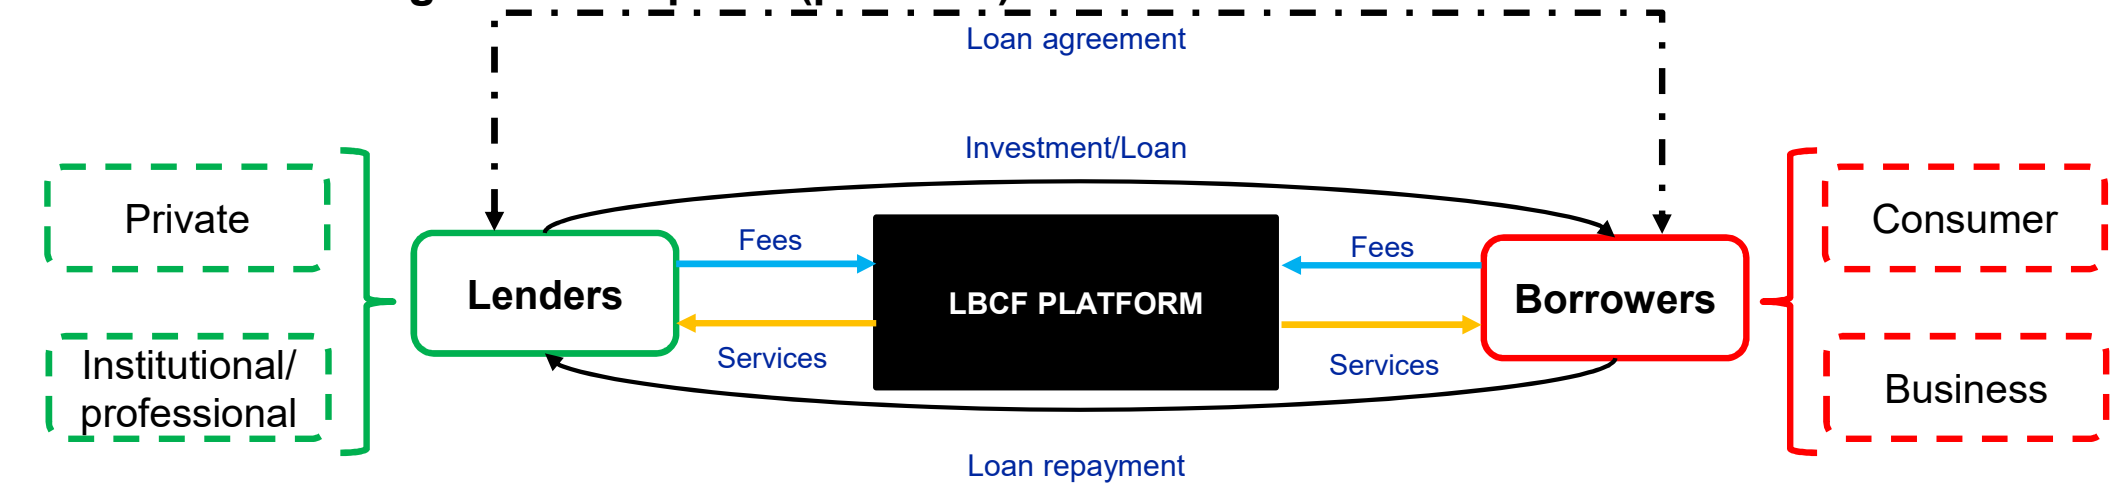 Loan agreement
Investment/Loan
Private
Consumer
Fees
Fees
Lenders
LBCF PLATFORM
Borrowers
Services
Services
Institutional/
professional
Business
Loan repayment